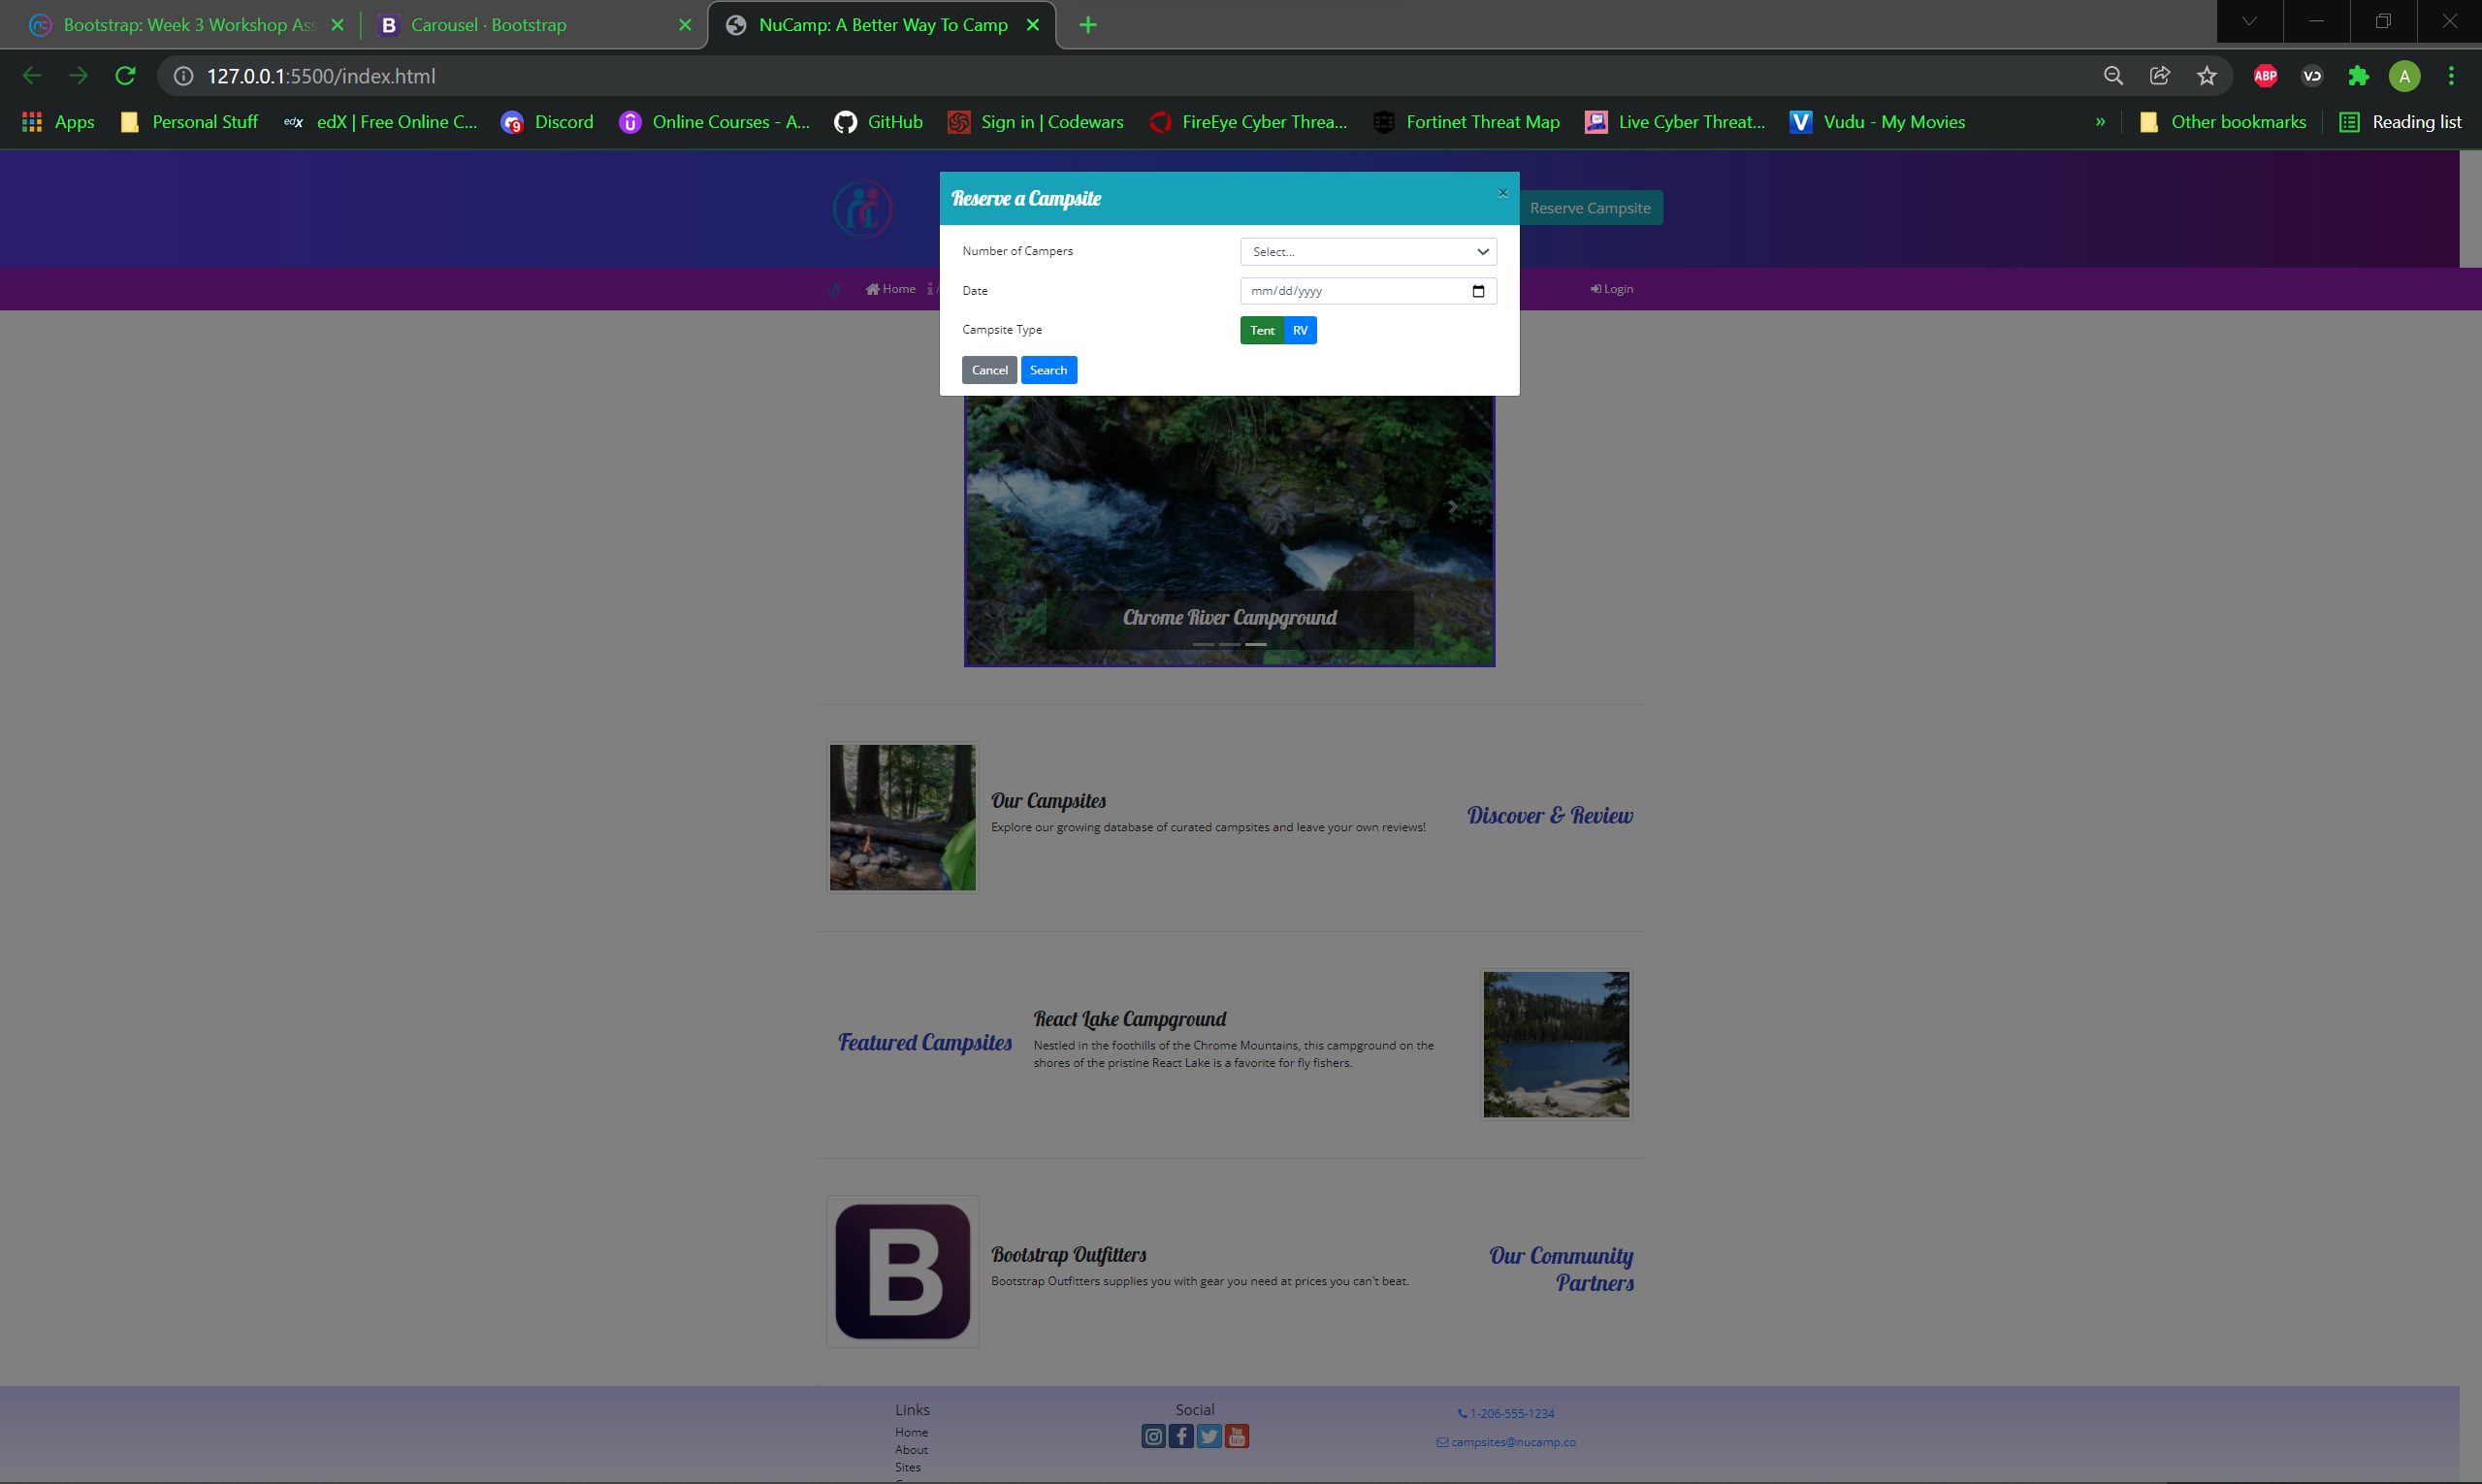 Bootstrap: Week 3 Workshop Ass
Carousel · Bootstrap
NuCamp: A Better Way To Camp
127.0.0.1:5500/index.html
ABP
A
Apps
Personal Stuff
edX
edX | Free Online C...
9
Discord
Online Courses - A...
GitHub
Sign in | Codewars
FireEye Cyber Threa...
Fortinet Threat Map
Live Cyber Threat...
Vudu - My Movies
»
Other bookmarks
Reading list
Reserve a Campsite
×
Reserve Campsite
Number of Campers
Select...
Home
Date
mm/dd/yyyy
Login
Campsite Type
Tent
RV
Cancel
Search
Chrome River Campground
Our Campsites
Explore our growing database of curated campsites and leave your own reviews!
Discover & Review
Featured Campsites
React Lake Campground
Nestled in the foothills of the Chrome Mountains, this campground on the
shores of the pristine React Lake is a favorite for fly fishers.
B
Bootstrap Outfitters
Bootstrap Outfitters supplies you with gear you need at prices you can't beat.
Our Community
Partners
Links
Home
About
Sites
Social
You Tube
1-206-555-1234
campsites@nucamp.co